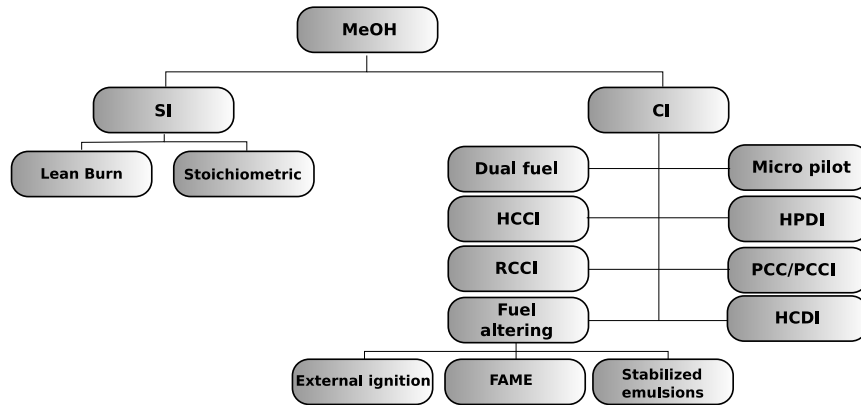 MeOH
SI
CI
Lean Burn
Stoichiometric
Dual fuel
Micro pilot
HCCI
HPDI
RCCI
PCC/PCCI
Fuel
altering
HCDI
External ignition
FAME
Stabilized
emulsions